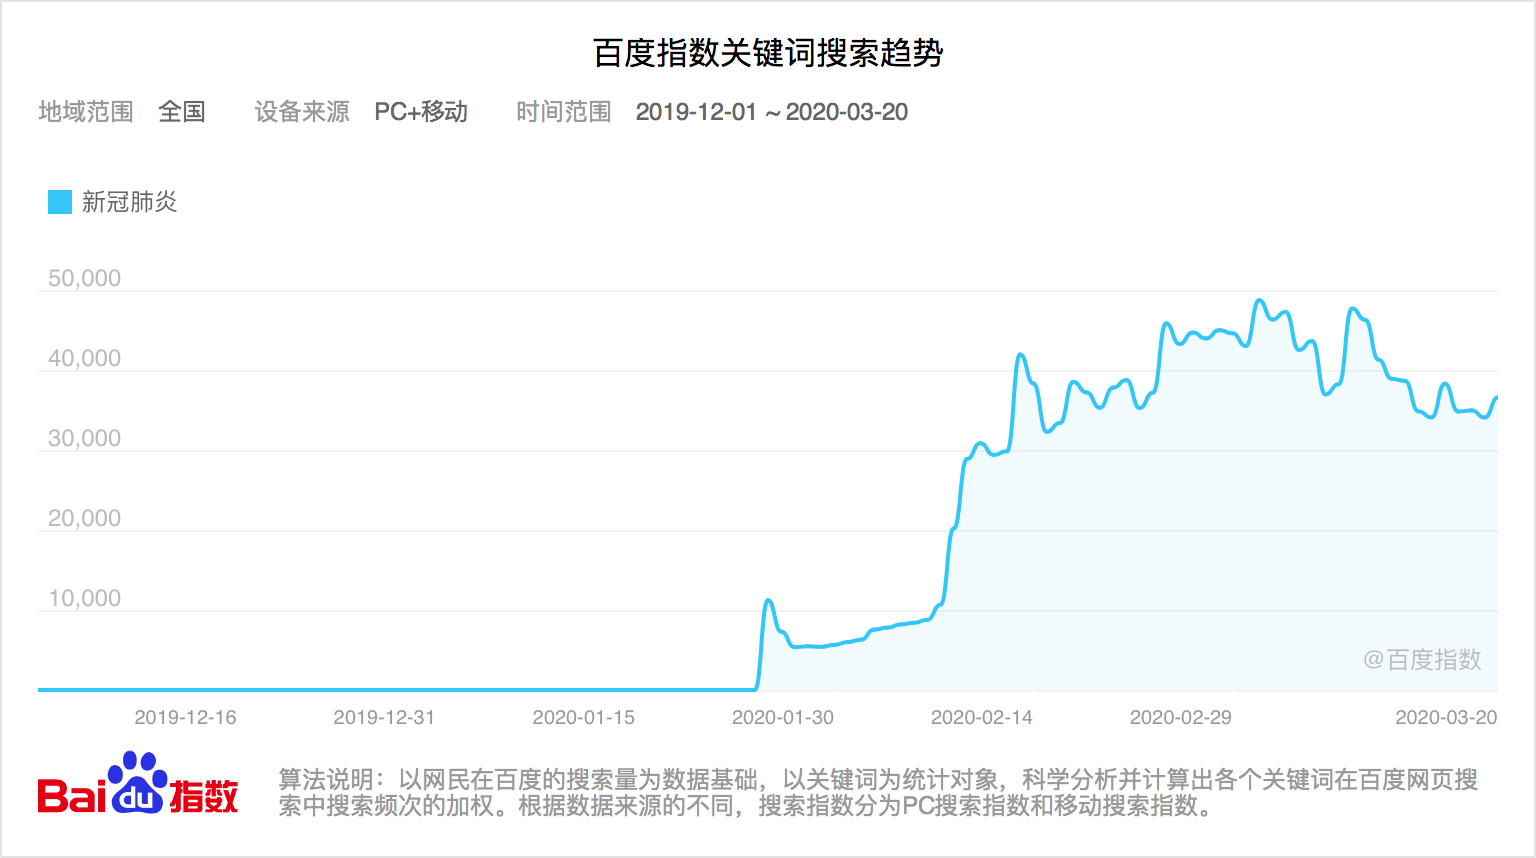 百度指数关键词搜索趋势
地域范围 全国 设备来源 PC+移动 时间范围 2019-12-01 ~ 2020-03-20
新冠肺炎
50,000
40,000
30,000
20,000
10,000
@百度指数
2019-12-16 2019-12-31 2020-01-15 2020-01-30 2020-02-14 2020-02-29 2020-03-20
Bai du 指数
算法说明：以网民在百度的搜索量为数据基础，以关键词为统计对象，科学分析并计算出各个关键词在百度网页搜
索中搜索频次的加权。根据数据来源的不同，搜索指数分为PC搜索指数和移动搜索指数。